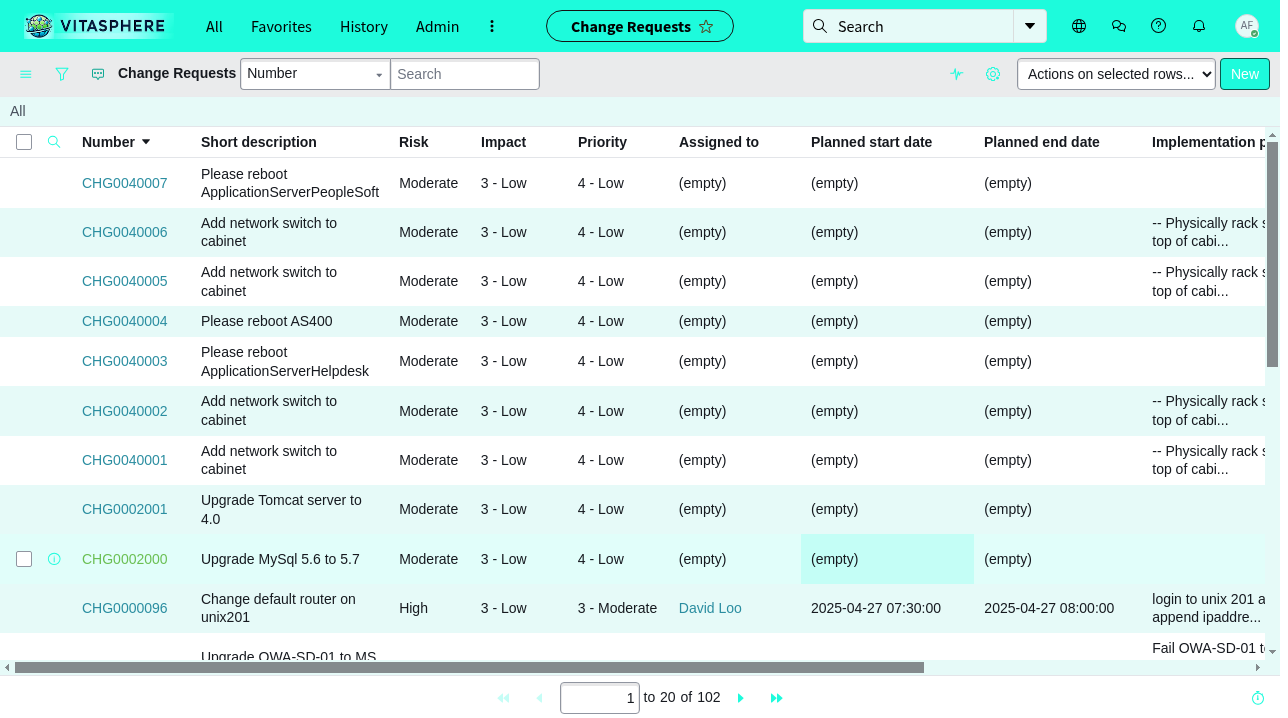 VITASPHERE All Favorites History Admin Change Requests Search AF
Change Requests Number Search Actions on selected rows... New
All
Number Short description Risk Impact Priority Assigned to Planned start date Planned end date Implementation p
CHG0040007 Please reboot ApplicationServerPeopleSoft Moderate 3 - Low 4 - Low (empty) (empty) (empty)
CHG0040006 Add network switch to cabinet Moderate 3 - Low 4 - Low (empty) (empty) (empty) -- Physically rack s top of cabi...
CHG0040005 Add network switch to cabinet Moderate 3 - Low 4 - Low (empty) (empty) (empty) -- Physically rack s top of cabi...
CHG0040004 Please reboot AS400 Moderate 3 - Low 4 - Low (empty) (empty) (empty)
CHG0040003 Please reboot ApplicationServerHelpdesk Moderate 3 - Low 4 - Low (empty) (empty) (empty)
CHG0040002 Add network switch to cabinet Moderate 3 - Low 4 - Low (empty) (empty) (empty) -- Physically rack s top of cabi...
CHG0040001 Add network switch to cabinet Moderate 3 - Low 4 - Low (empty) (empty) (empty) -- Physically rack s top of cabi...
CHG0002001 Upgrade Tomcat server to 4.0 Moderate 3 - Low 4 - Low (empty) (empty) (empty)
CHG0002000 Upgrade MySql 5.6 to 5.7 Moderate 3 - Low 4 - Low (empty) (empty) (empty)
CHG0000096 Change default router on unix201 High 3 - Low 3 - Moderate David Loo 2025-04-27 07:30:00 2025-04-27 08:00:00 login to unix 201 a append ipaddre...
Upgrade OWA-SD-01 to MS Fail OWA-SD-01 to
1 to 20 of 102